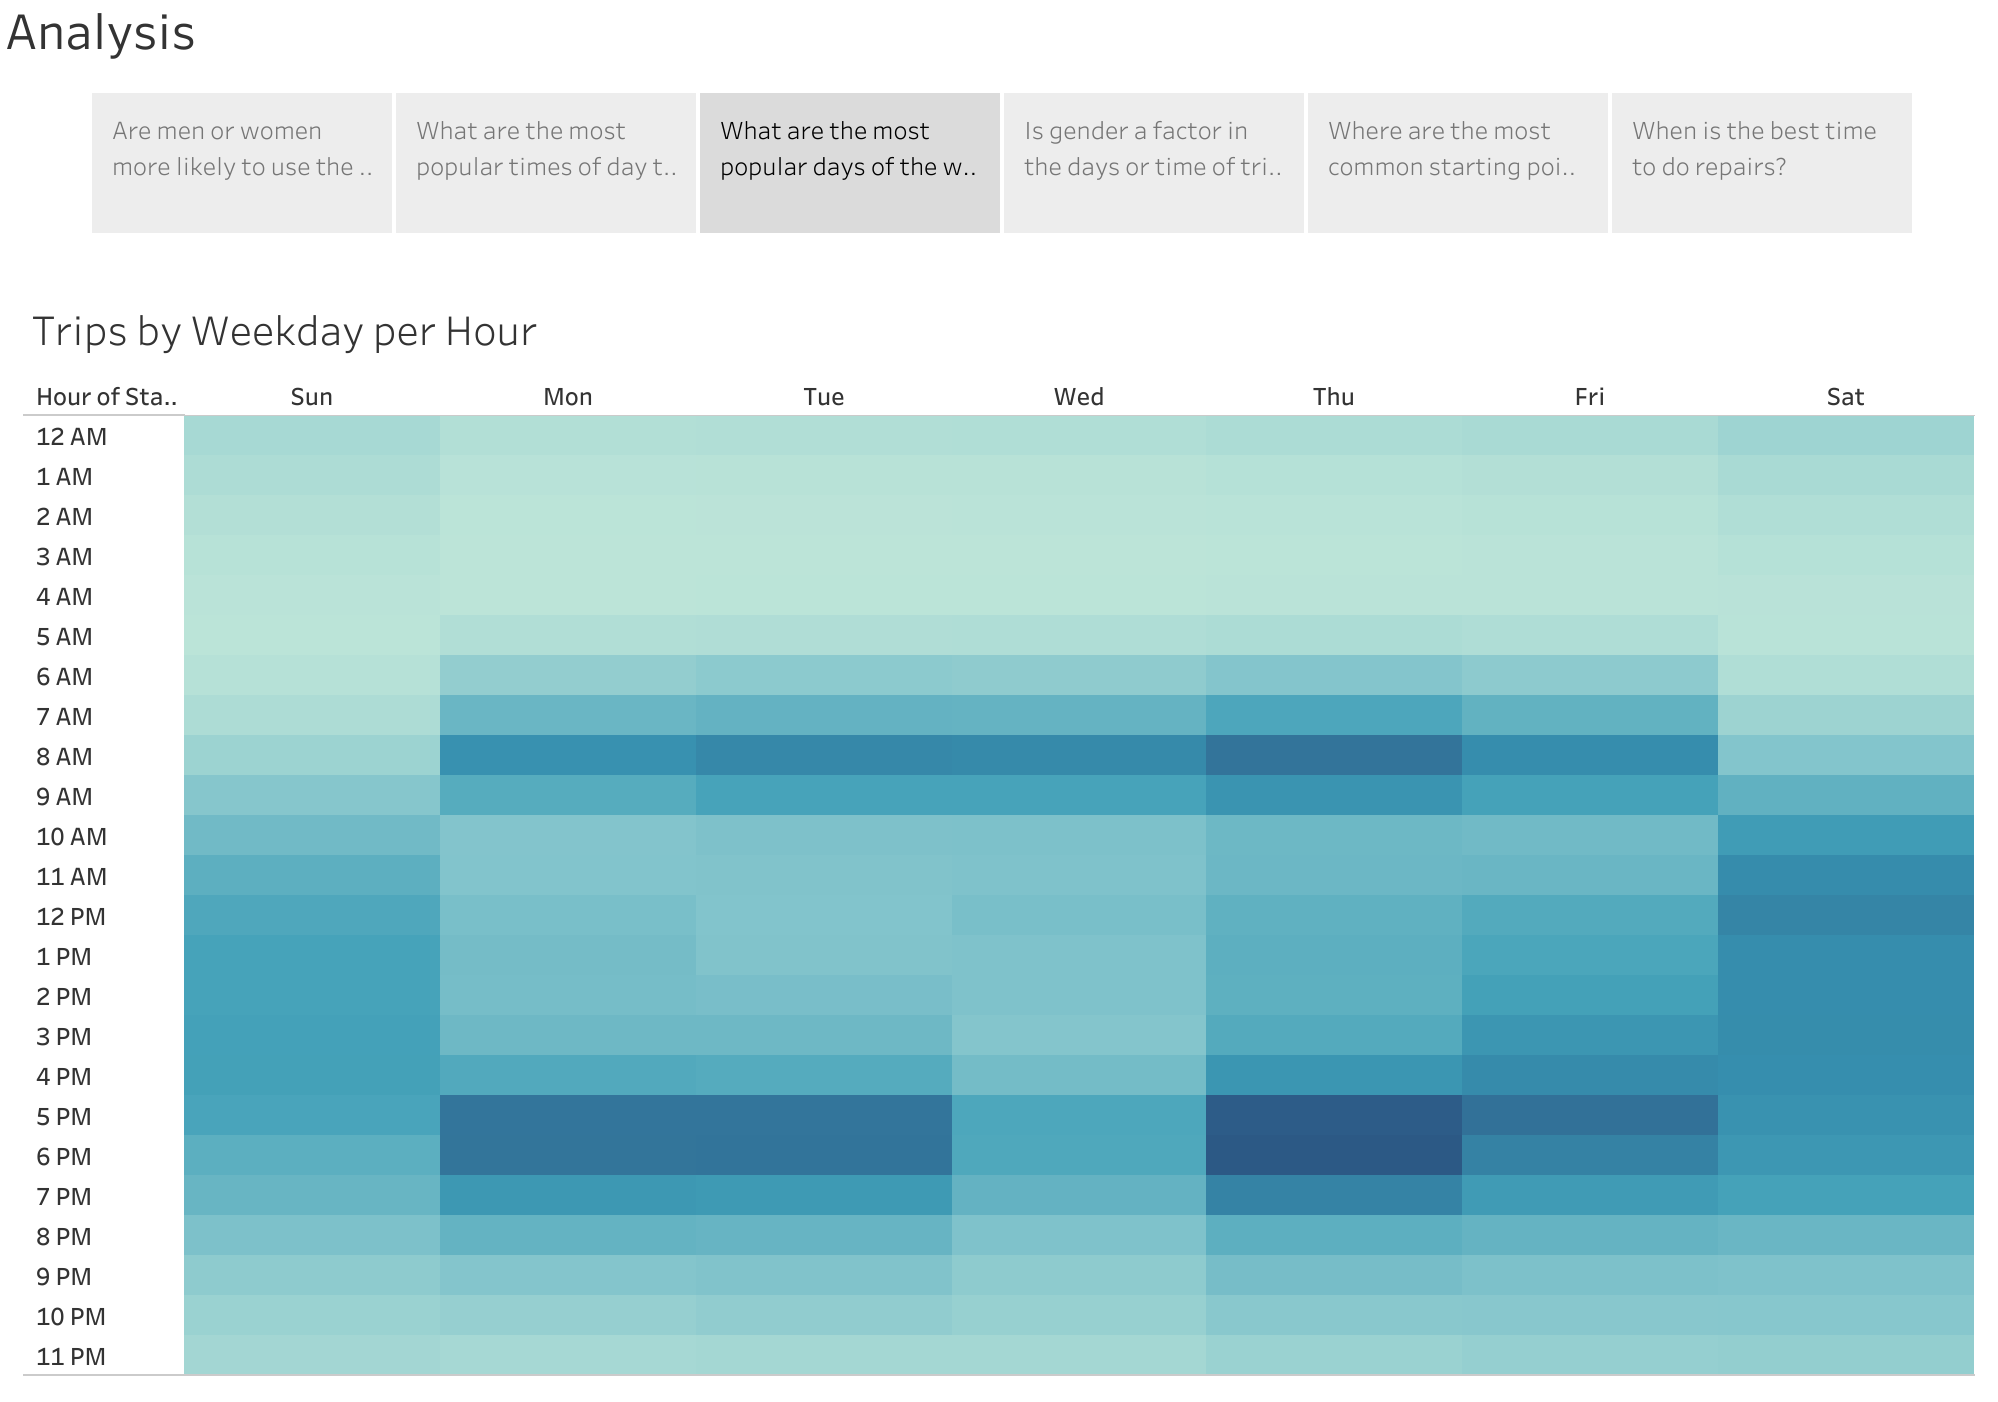 Analysis
Are men or women
more likely to use the ..
What are the most
popular times of day t..
What are the most
popular days of the w..
Is gender a factor in
the days or time of tri..
Where are the most
common starting poi..
When is the best time
to do repairs?
Trips by Weekday per Hour
Hour of Sta.. Sun Mon Tue Wed Thu Fri Sat
12 AM
1 AM
2 AM
3 AM
4 AM
5 AM
6 AM
7 AM
8 AM
9 AM
10 AM
11 AM
12 PM
1 PM
2 PM
3 PM
4 PM
5 PM
6 PM
7 PM
8 PM
9 PM
10 PM
11 PM